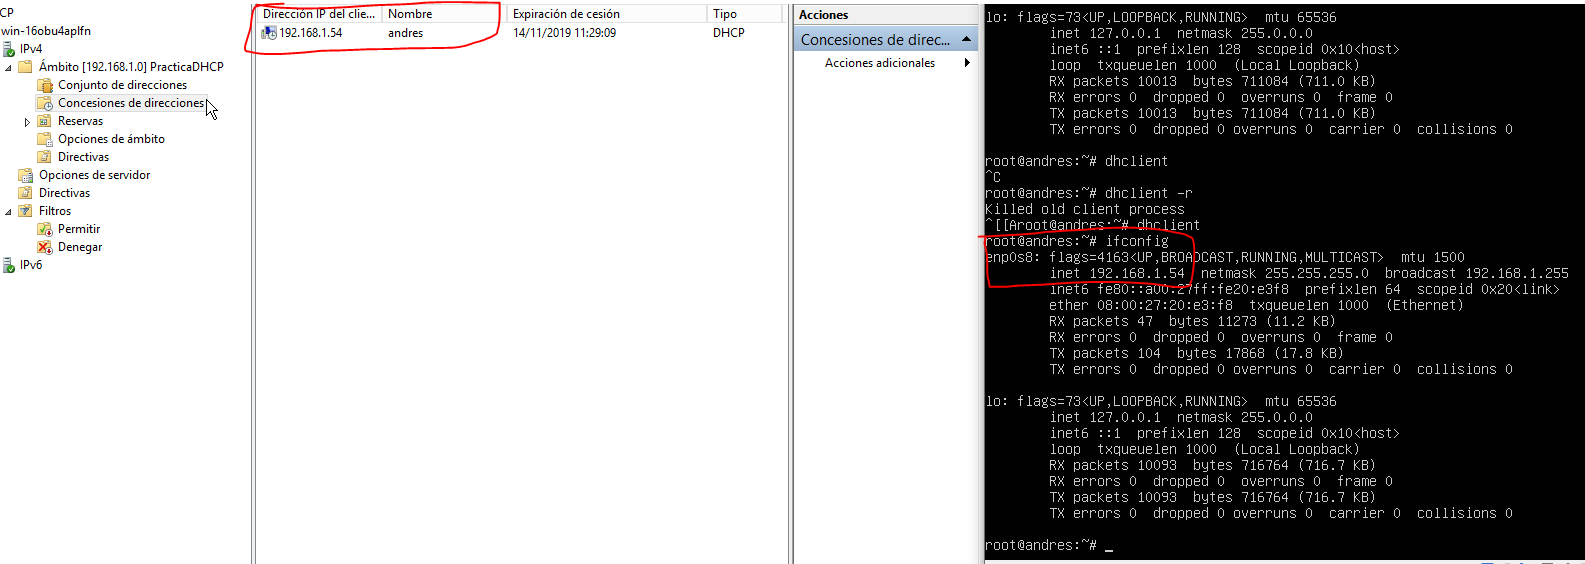 CP
win-16obu4aplfn
IPv4
Ámbito [192.168.1.0] PracticaDHCP
Conjunto de direcciones
Concesiones de direcciones
Reservas
Opciones de ámbito
Directivas
Opciones de servidor
Directivas
Filtros
Permitir
Denegar
IPv6
Dirección IP del clie... Nombre Expiración de cesión Tipo
192.168.1.54 andres 14/11/2019 11:29:09 DHCP
Acciones
Concesiones de direc...
Acciones adicionales
lo: flags=73<UP,LOOPBACK,RUNNING> mtu 65536
inet 127.0.0.1 netmask 255.0.0.0
inet6 ::1 prefixlen 128 scopeid 0x10<host>
loop txqueuelen 1000 (Local Loopback)
RX packets 10013 bytes 711084 (711.0 KB)
RX errors 0 dropped 0 overruns 0 frame 0
TX packets 10013 bytes 711084 (711.0 KB)
TX errors 0 dropped 0 overruns 0 carrier 0 collisions 0
root@andres:~# dhclient
^C
root@andres:~# dhclient -r
Killed old client process
^[[Aroot@andres:~# dhclient
root@andres:~# ifconfig
enp0s8: flags=4163<UP,BROADCAST,RUNNING,MULTICAST> mtu 1500
inet 192.168.1.54 netmask 255.255.255.0 broadcast 192.168.1.255
inet6 fe80::a00:27ff:fe20:e3f8 prefixlen 64 scopeid 0x20<link>
ether 08:00:27:20:e3:f8 txqueuelen 1000 (Ethernet)
RX packets 47 bytes 11273 (11.2 KB)
RX errors 0 dropped 0 overruns 0 frame 0
TX packets 104 bytes 17868 (17.8 KB)
TX errors 0 dropped 0 overruns 0 carrier 0 collisions 0
lo: flags=73<UP,LOOPBACK,RUNNING> mtu 65536
inet 127.0.0.1 netmask 255.0.0.0
inet6 ::1 prefixlen 128 scopeid 0x10<host>
loop txqueuelen 1000 (Local Loopback)
RX packets 10093 bytes 716764 (716.7 KB)
RX errors 0 dropped 0 overruns 0 frame 0
TX packets 10093 bytes 716764 (716.7 KB)
TX errors 0 dropped 0 overruns 0 carrier 0 collisions 0
root@andres:~# _